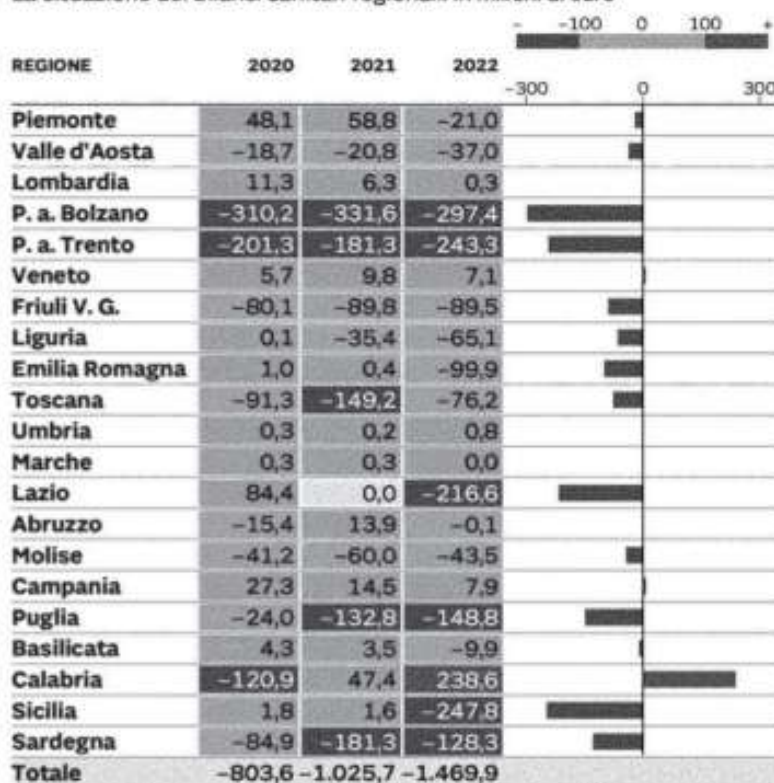 - -100 0 100 +
REGIONE 2020 2021 2022 -300 0 300
Piemonte 48,1 58,8 -21,0
Valle d'Aosta -18,7 -20,8 -37,0
Lombardia 11,3 6,3 0,3
P. a. Bolzano -310,2 -331,6 -297,4
P. a. Trento -201,3 -181,3 -243,3
Veneto 5,7 9,8 7,1
Friuli V. G. -80,1 -89,8 -89,5
Liguria 0,1 -35,4 -65,1
Emilia Romagna 1,0 0,4 -99,9
Toscana -91,3 -149,2 -76,2
Umbria 0,3 0,2 0,8
Marche 0,3 0,3 0,0
Lazio 84,4 0,0 -216,6
Abruzzo -15,4 13,9 -0,1
Molise -41,2 -60,0 -43,5
Campania 27,3 14,5 7,9
Puglia -24,0 -132,8 -148,8
Basilicata 4,3 3,5 -9,9
Calabria -120,9 47,4 238,6
Sicilia 1,8 1,6 -247,8
Sardegna -84,9 -181,3 -128,3
Totale -803,6 -1.025,7 -1.469,9